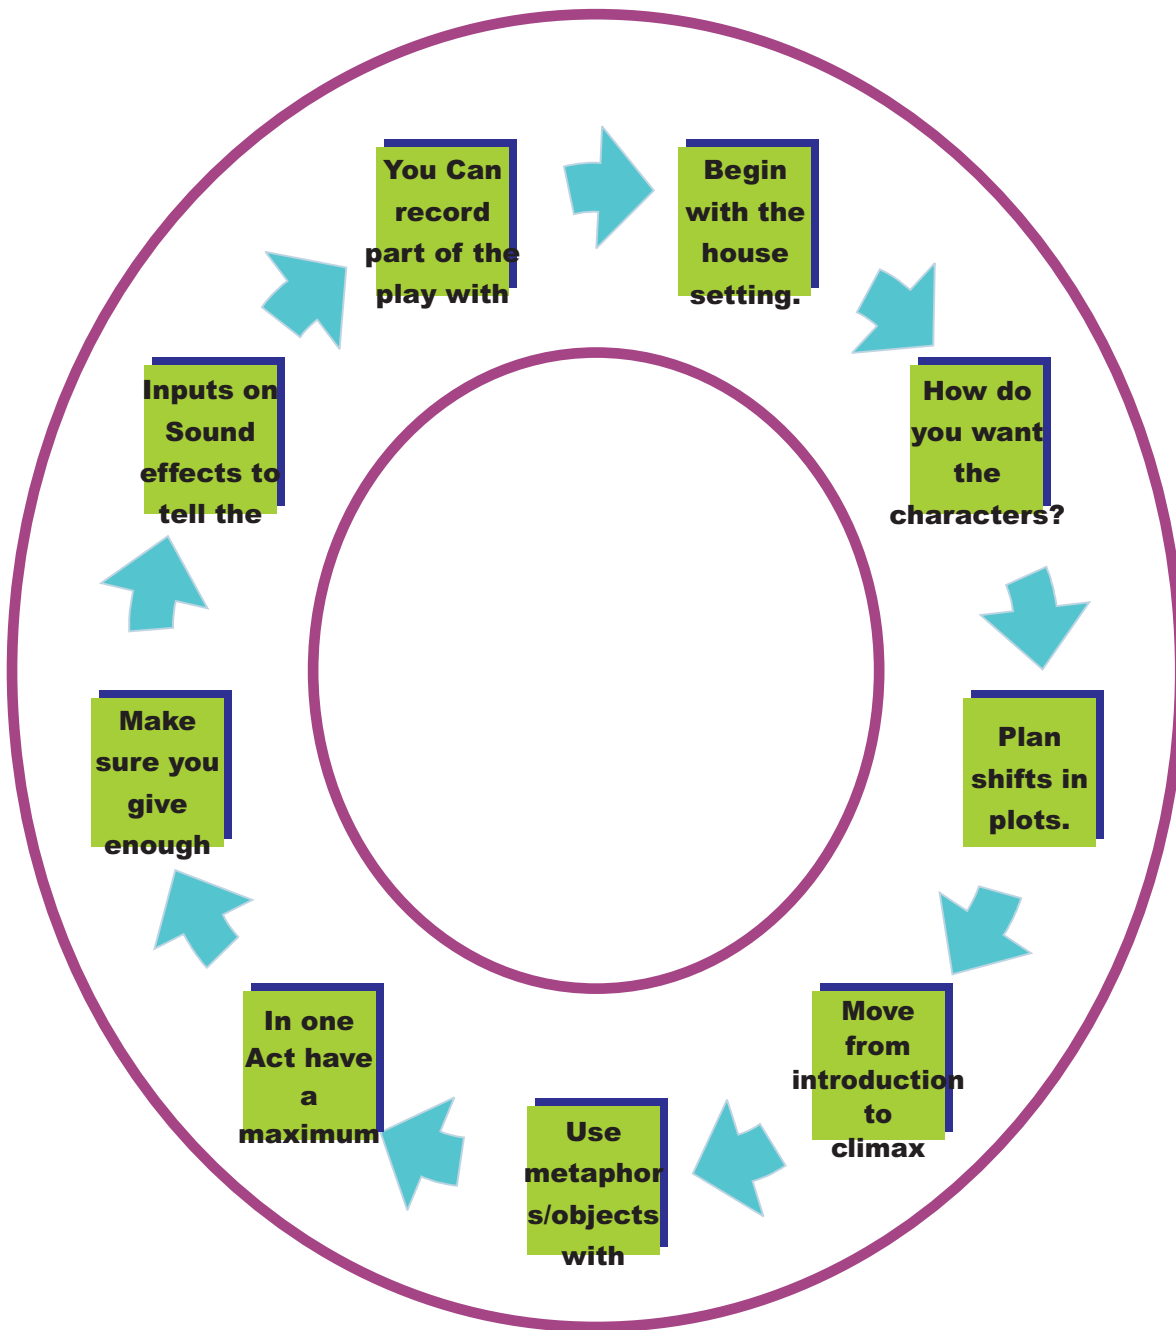 Begin
with the
house
setting.
How do
you want
the
characters?
Plan
shifts in
plots.
Move
from
introduction
to
climax
Use
metaphor
s/objects
with
In one
Act have
a
maximum
Make
sure you
give
enough
Inputs on
Sound
effects to
tell the
You Can
record
part of the
play with